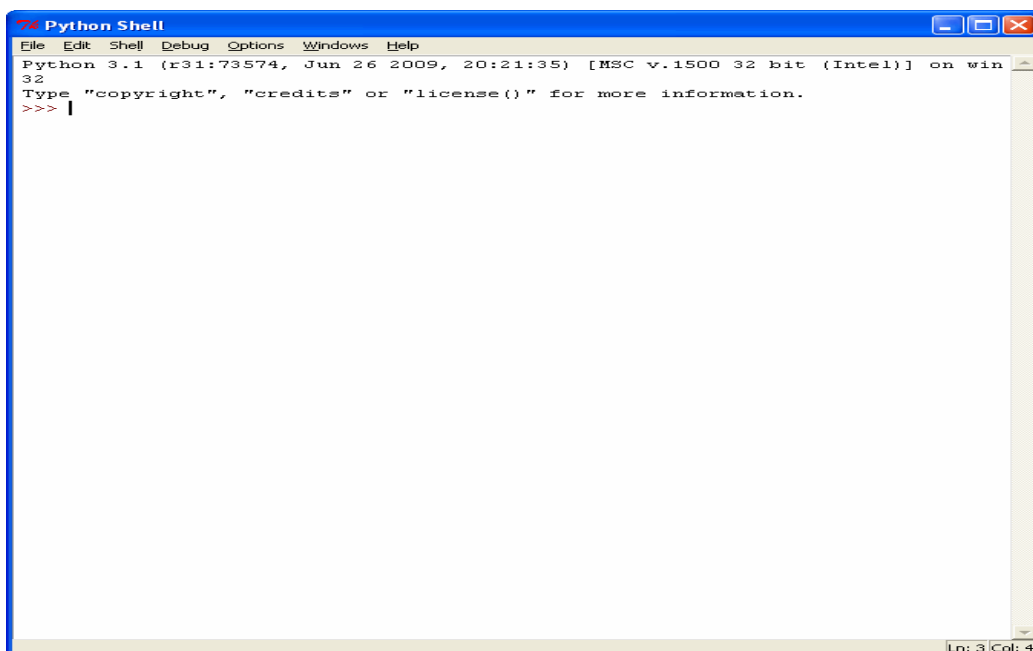 Python Shell
File Edit Shell Debug Options Windows Help
Python 3.1 (r31:73574, Jun 26 2009, 20:21:35) [MSC v.1500 32 bit (Intel)] on win
32
Type "copyright", "credits" or "license()" for more information.
>>>
Ln: 3 Col: 4